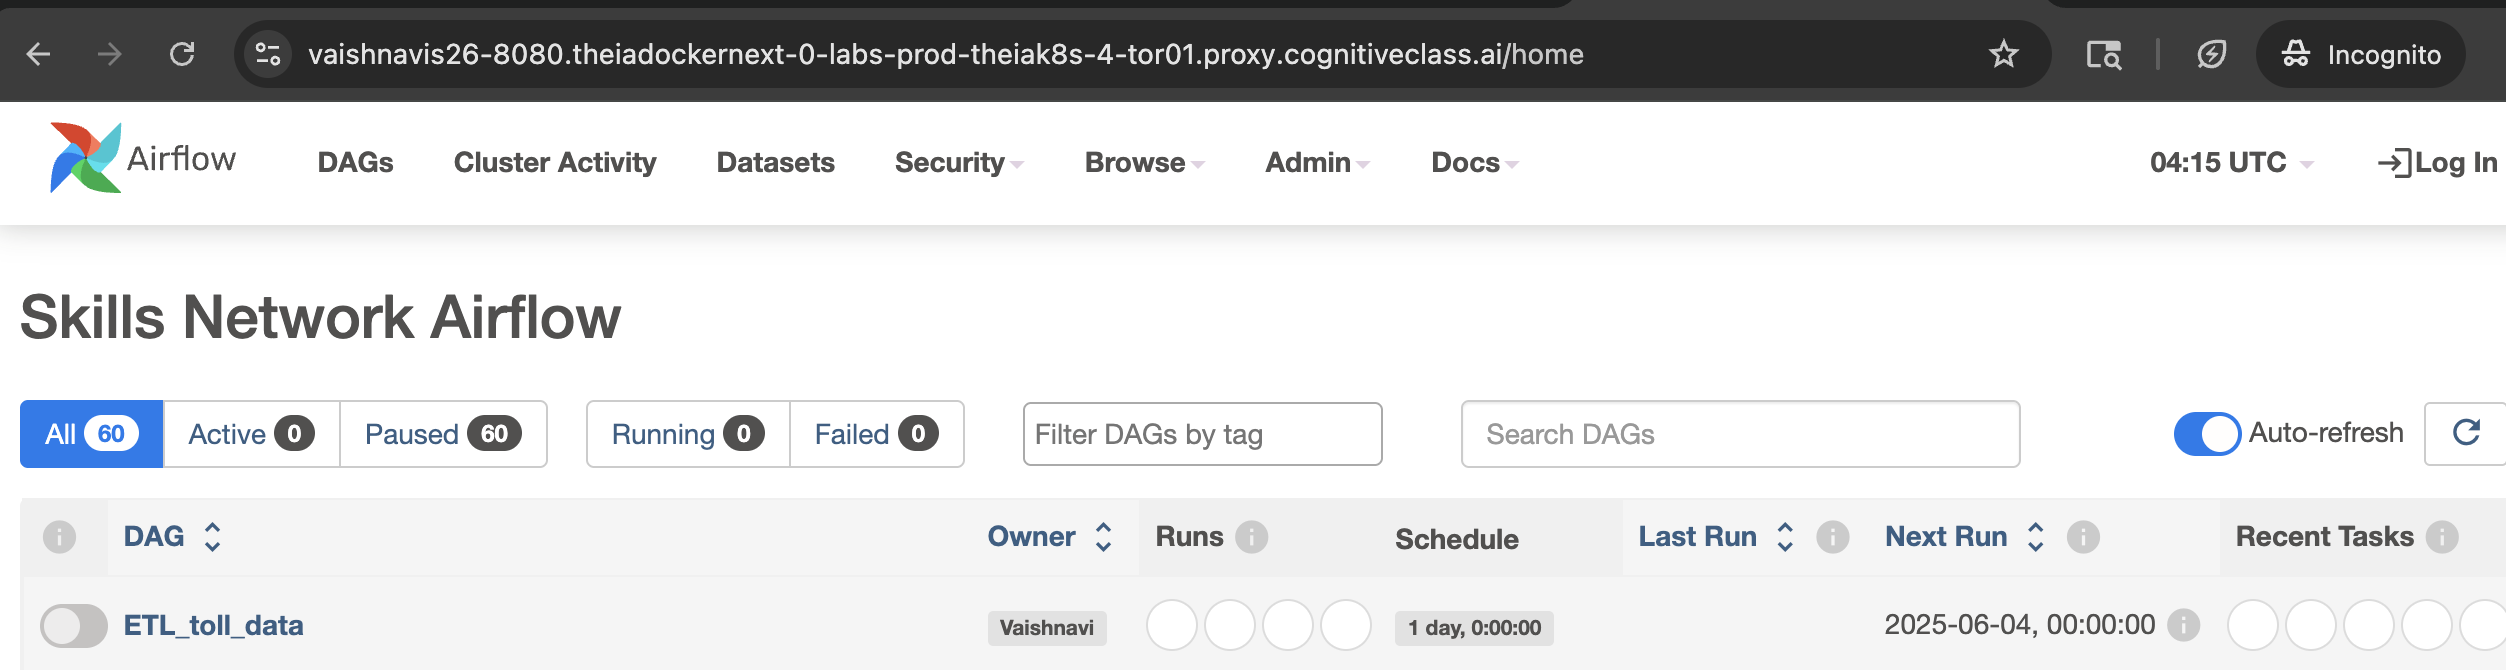 vaishnavis26-8080.theiadockernext-0-labs-prod-theiak8s-4-tor01.proxy.cognitiveclass.ai/home Incognito
Airflow DAGs Cluster Activity Datasets Security Browse Admin Docs 04:15 UTC Log In
Skills Network Airflow
All 60 Active 0 Paused 60 Running 0 Failed 0 Filter DAGs by tag Search DAGs Auto-refresh
DAG Owner Runs Schedule Last Run Next Run Recent Tasks
ETL_toll_data Vaishnavi 1 day, 0:00:00 2025-06-04, 00:00:00